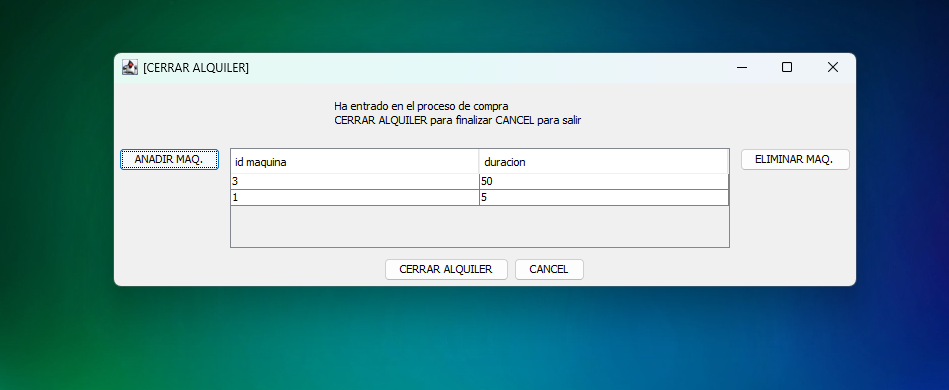 [CERRAR ALQUILER]
Ha entrado en el proceso de compra
CERRAR ALQUILER para finalizar CANCEL para salir
ANADIR MAQ.
id maquina duracion
ELIMINAR MAQ.
3 50
1 5
CERRAR ALQUILER CANCEL